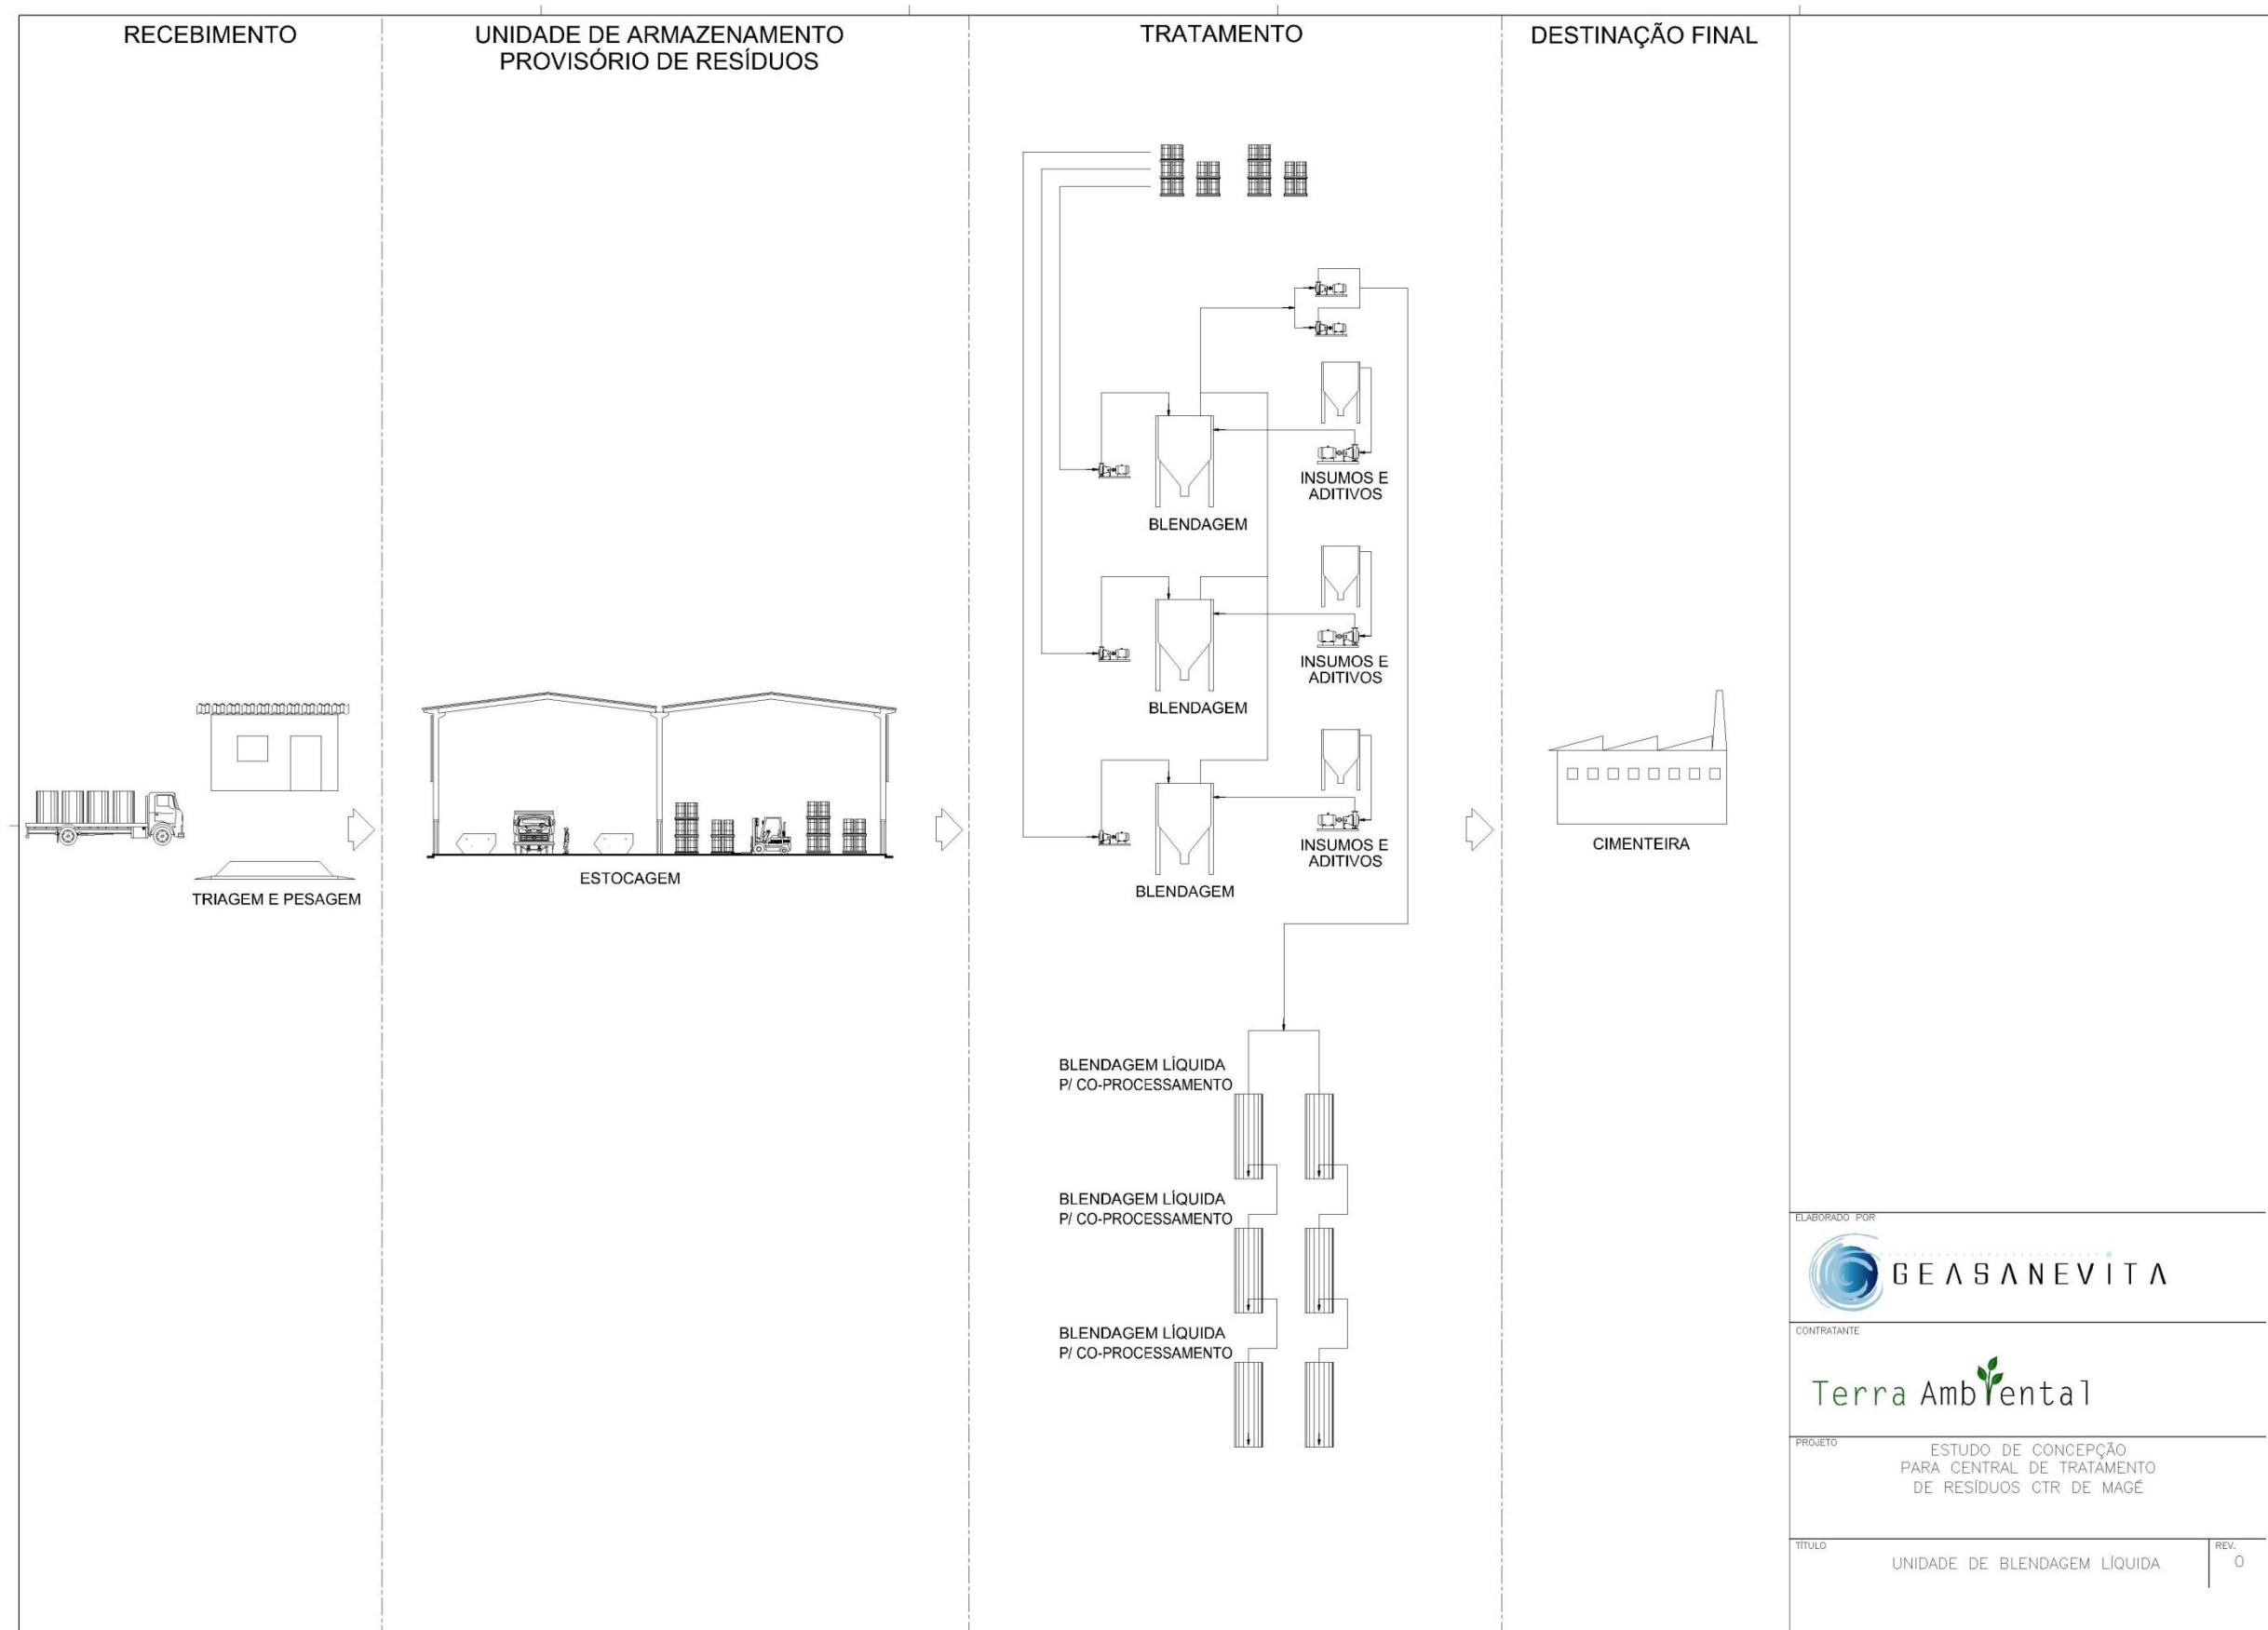 RECEBIMENTO
UNIDADE DE ARMAZENAMENTO
PROVISÓRIO DE RESÍDUOS
TRATAMENTO
DESTINAÇÃO FINAL
INSUMOS E
ADITIVOS
BLENDAGEM
INSUMOS E
ADITIVOS
BLENDAGEM
INSUMOS E
ADITIVOS
BLENDAGEM
TRIAGEM E PESAGEM
ESTOCAGEM
CIMENTEIRA
BLENDAGEM LÍQUIDA
P/ CO-PROCESSAMENTO
BLENDAGEM LÍQUIDA
P/ CO-PROCESSAMENTO
BLENDAGEM LÍQUIDA
P/ CO-PROCESSAMENTO
ELABORADO POR
GEASANEVITA
CONTRATANTE
Terra Ambiental
PROJETO
ESTUDO DE CONCEPÇÃO
PARA CENTRAL DE TRATAMENTO
DE RESÍDUOS CTR DE MAGÉ
TÍTULO
UNIDADE DE BLENDAGEM LÍQUIDA
REV.
0